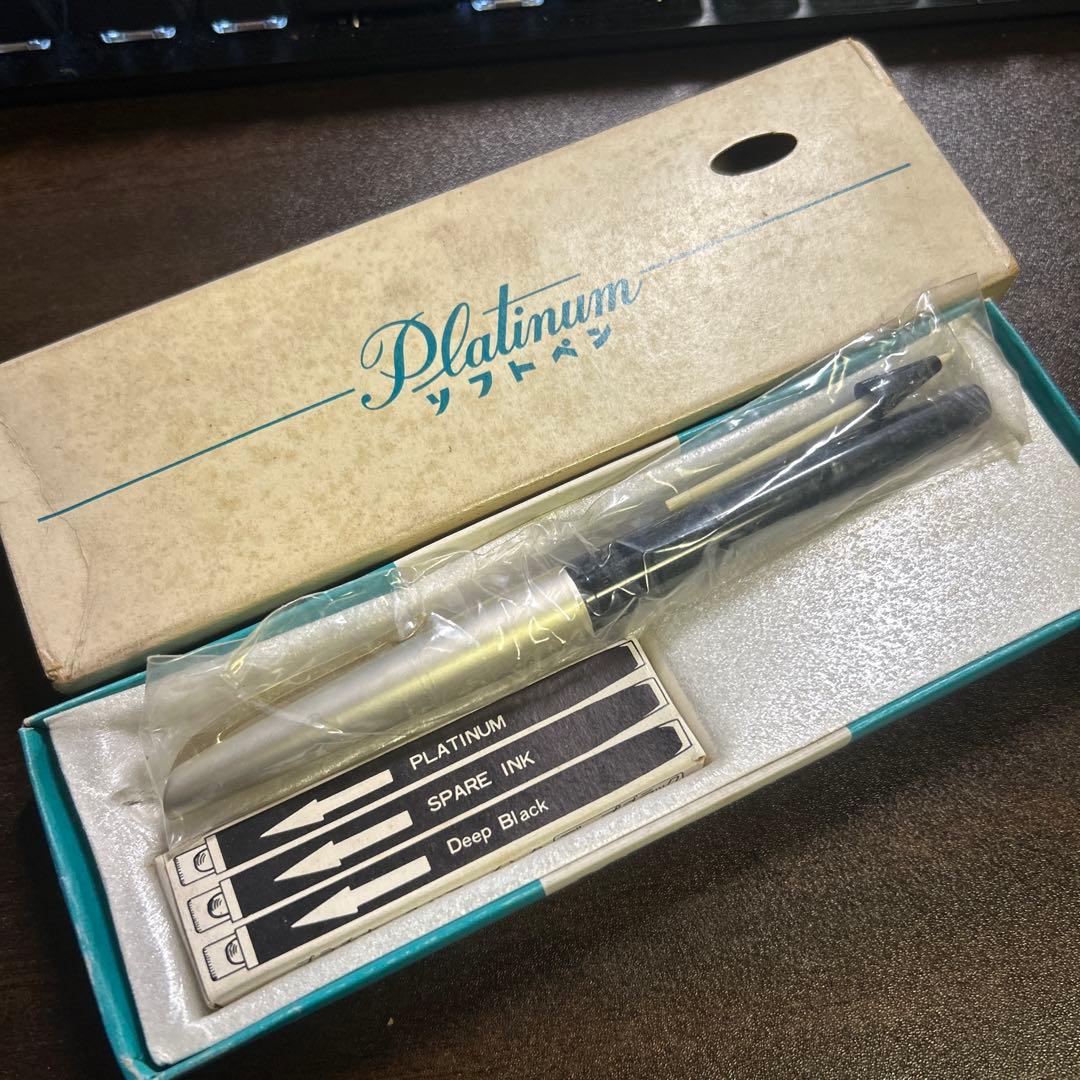 Platinum
ソフトペン
PLATINUM
SPARE INK
Deep Black